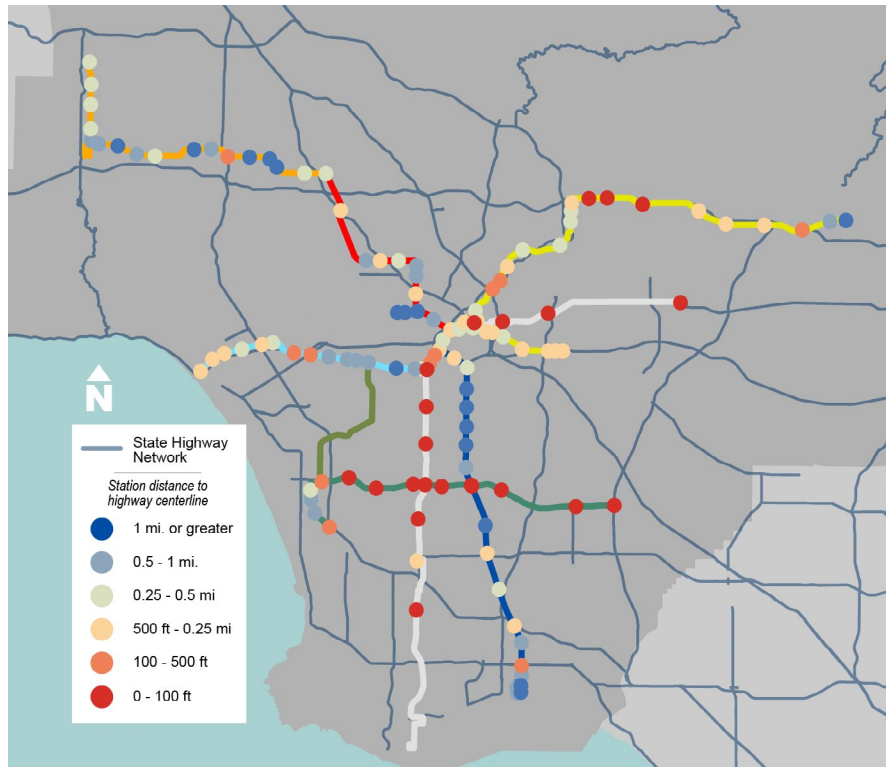 N
State Highway
Network
Station distance to
highway centerline
1 mi. or greater
0.5 - 1 mi.
0.25 - 0.5 mi
500 ft - 0.25 mi
100 - 500 ft
0 - 100 ft